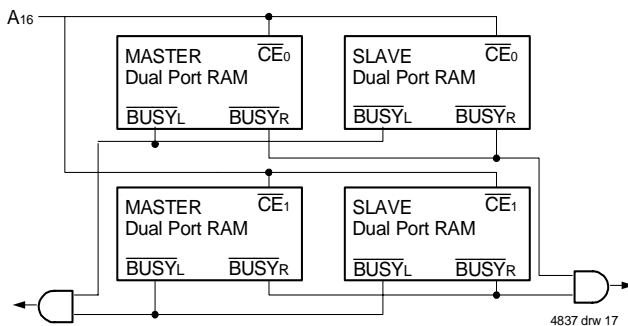 A16
MASTER CE0
Dual Port RAM
BUSYL BUSYR
SLAVE CE0
Dual Port RAM
BUSYL BUSYR
MASTER CE1
Dual Port RAM
BUSYL BUSYR
SLAVE CE1
Dual Port RAM
BUSYL BUSYR
4837 drw 17